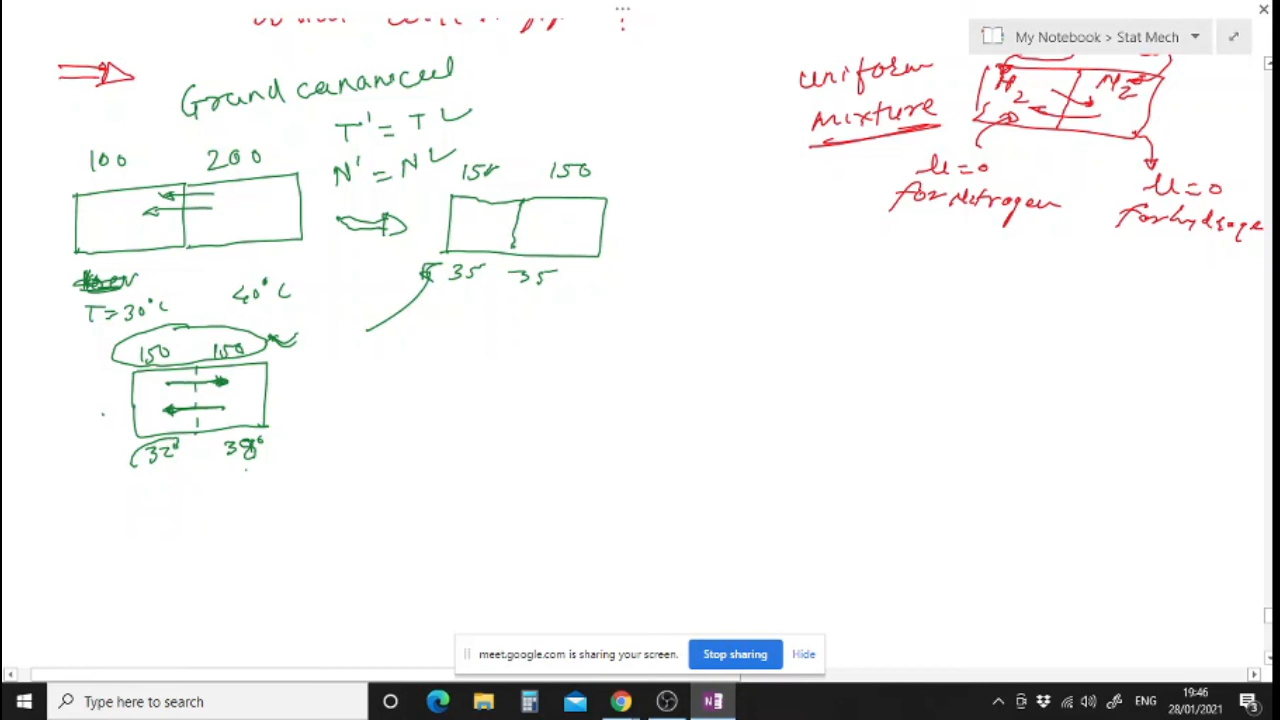 My Notebook > Stat Mech
Grand canonical
T' = T
N' = N
100 200
150 150
35 35
T = 30°C 40°C
150 150
32° 38°
uniform
mixture
N2
μ=0
for Nitrogen
μ=0
for hydroge
meet.google.com is sharing your screen. Stop sharing Hide
Type here to search
ENG
19:46
28/01/2021
3